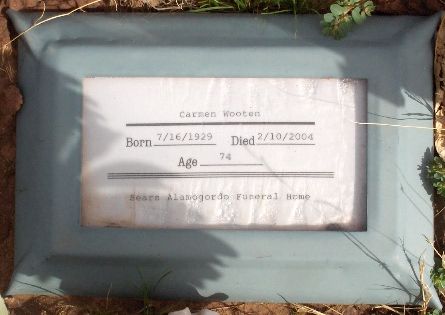 Carmen Wooten
Born 7/16/1929 Died 2/10/2004
Age 74
Sears Alamogordo Funeral Home